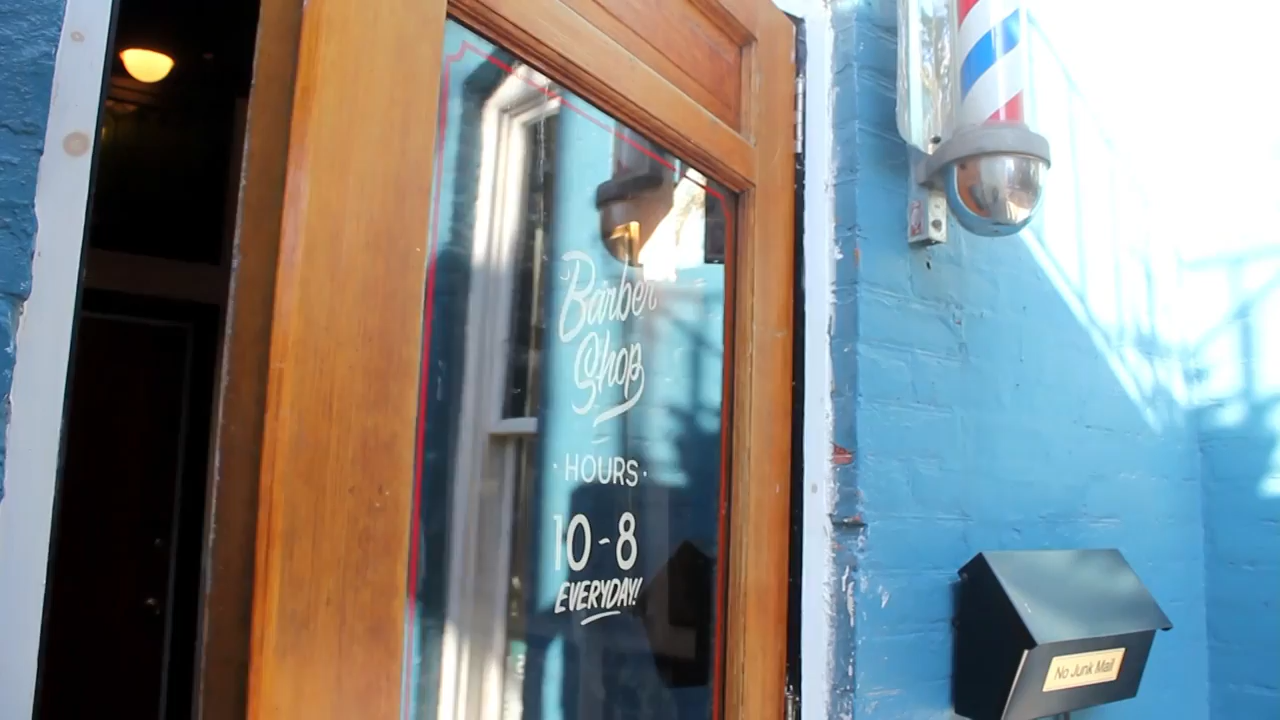 Barber
Shop
· HOURS ·
10-8
EVERYDAY!
No Junk Mail